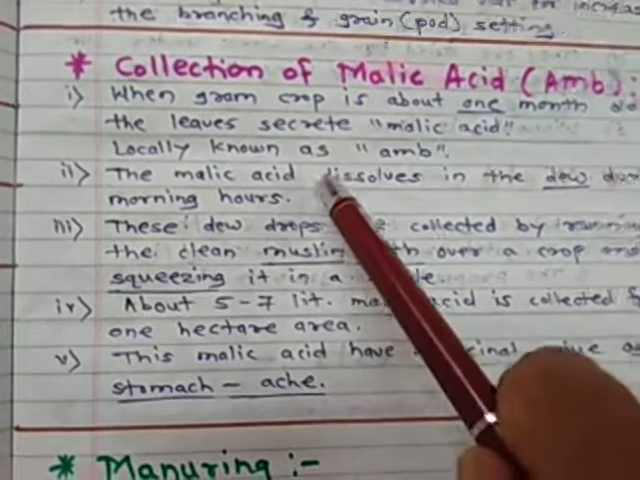 the branching & grain (pod) setting.
* Collection of Malic Acid (Amb) :-
i) When gram crop is about one month
the leaves secrete "malic acid".
Locally known as "amb".
ii) The malic acid dissolves in the dew
morning hours.
iii) These dew drops collected by
the clean muslin over a crop
squeezing it in a
iv) About 5-7 lit. acid is collected
one hectare area.
v) This malic acid have
stomach - ache.
* Manuring :-